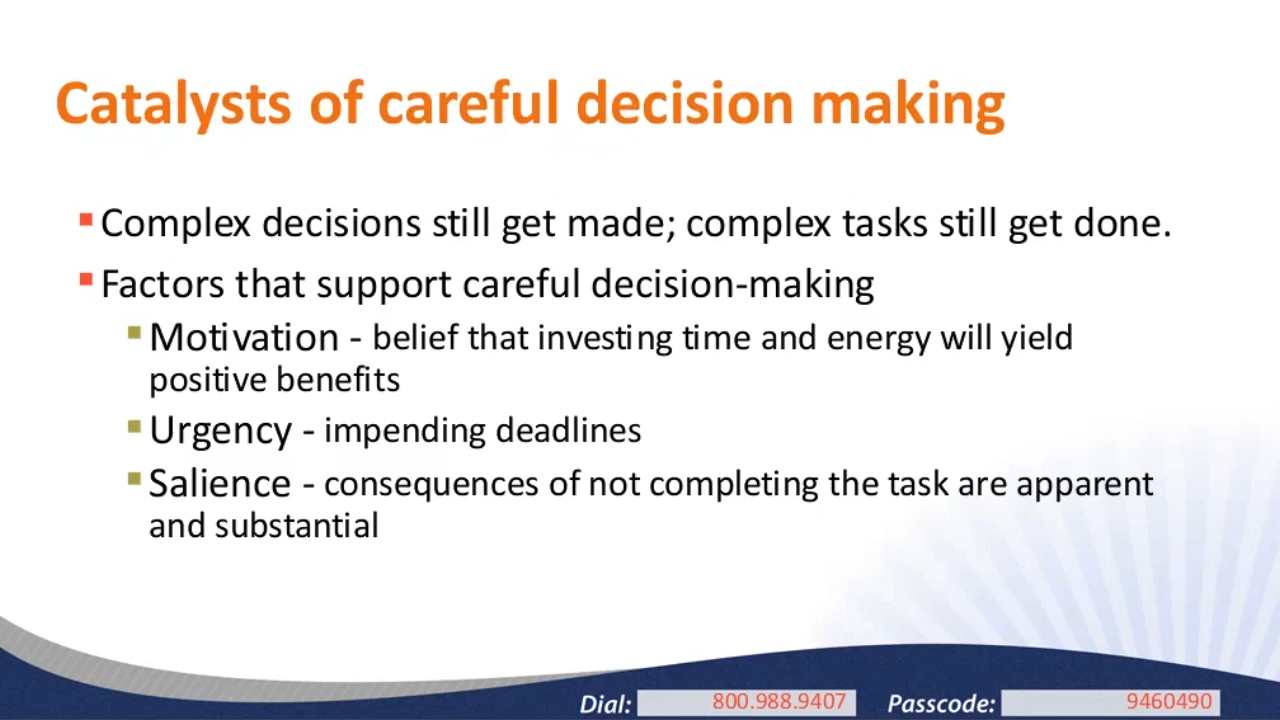 Catalysts of careful decision making
Complex decisions still get made; complex tasks still get done.
Factors that support careful decision-making
Motivation - belief that investing time and energy will yield
positive benefits
Urgency - impending deadlines
Salience - consequences of not completing the task are apparent
and substantial
Dial: 800.988.9407 Passcode: 9460490